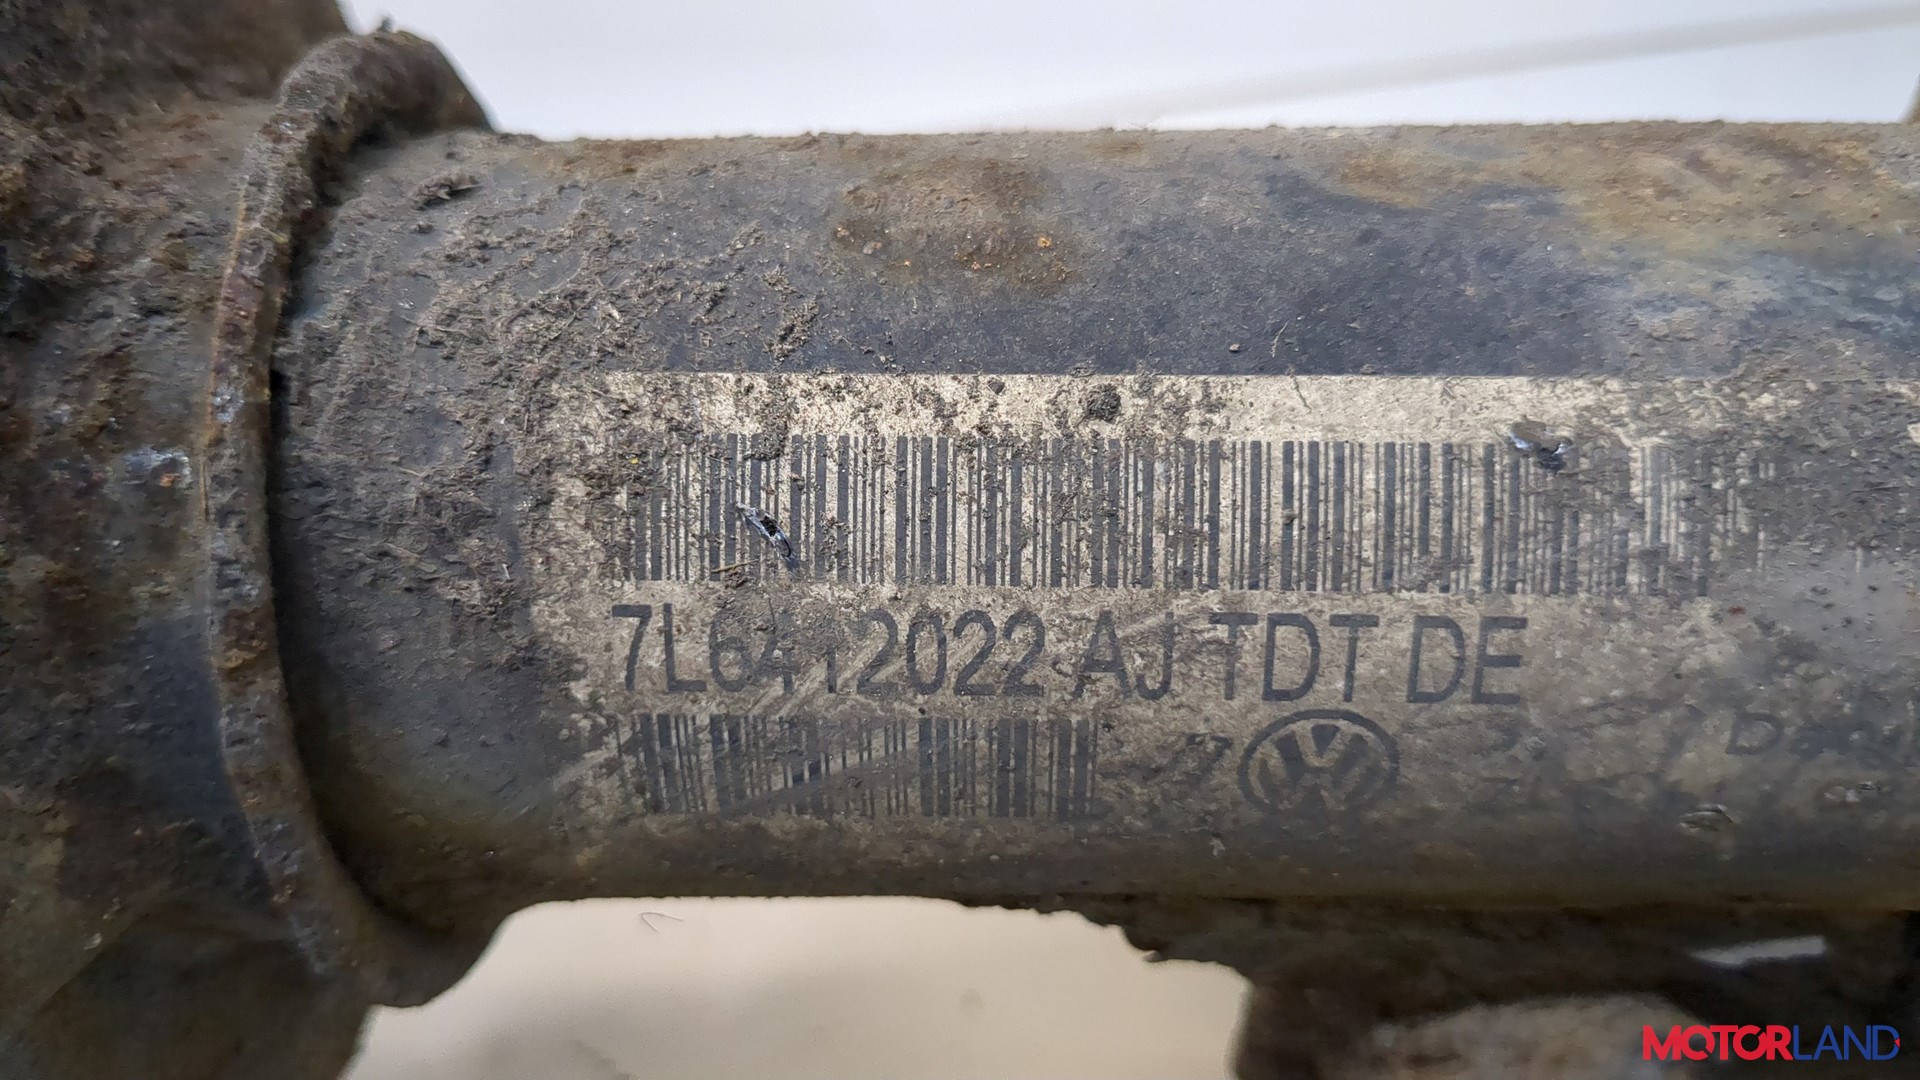 7L6412022 AJ TDT DE
MOTORLAND